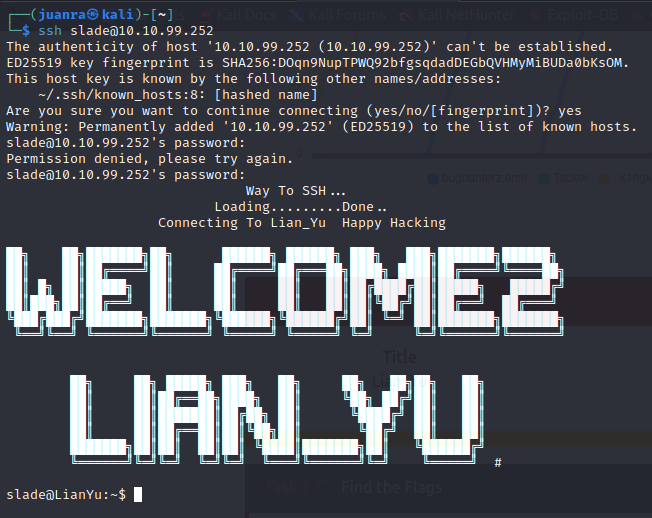 Kali Docs Kali Forums Kali NetHunter Exploit-DB
┌──(juanra㉿kali)-[~]
└─$ ssh slade@10.10.99.252
The authenticity of host '10.10.99.252 (10.10.99.252)' can't be established.
ED25519 key fingerprint is SHA256:DOqn9NupTPWQ92bfgsqdadDEGbQVHMyMiBUDa0bKsOM.
This host key is known by the following other names/addresses:
~/.ssh/known_hosts:8: [hashed name]
Are you sure you want to continue connecting (yes/no/[fingerprint])? yes
Warning: Permanently added '10.10.99.252' (ED25519) to the list of known hosts.
slade@10.10.99.252's password:
Permission denied, please try again.
slade@10.10.99.252's password:
Way To SSH...
Loading.........Done..
Connecting To Lian_Yu Happy Hacking
WELCOME2
LIAN_YU #
Title
Find the Flags
slade@LianYu:~$